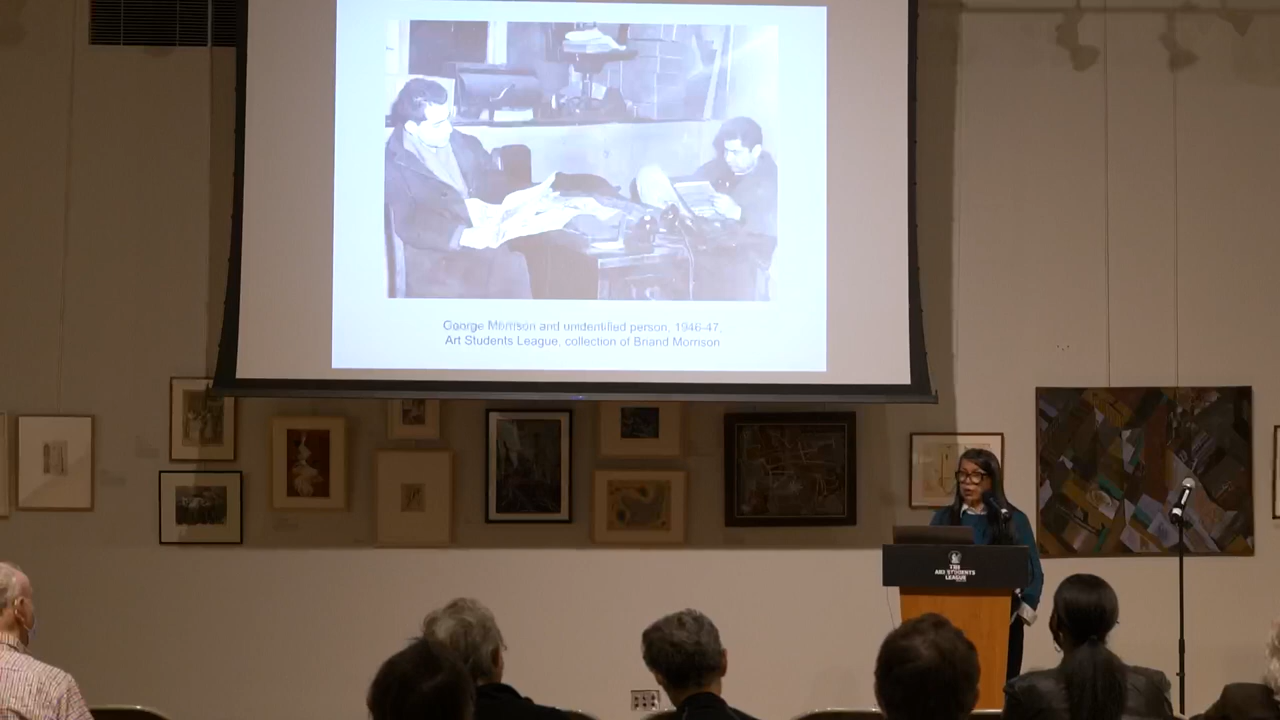 George Morrison and unidentified person, 1946-47,
Art Students League, collection of Briand Morrison
THE
ART STUDENTS
LEAGUE